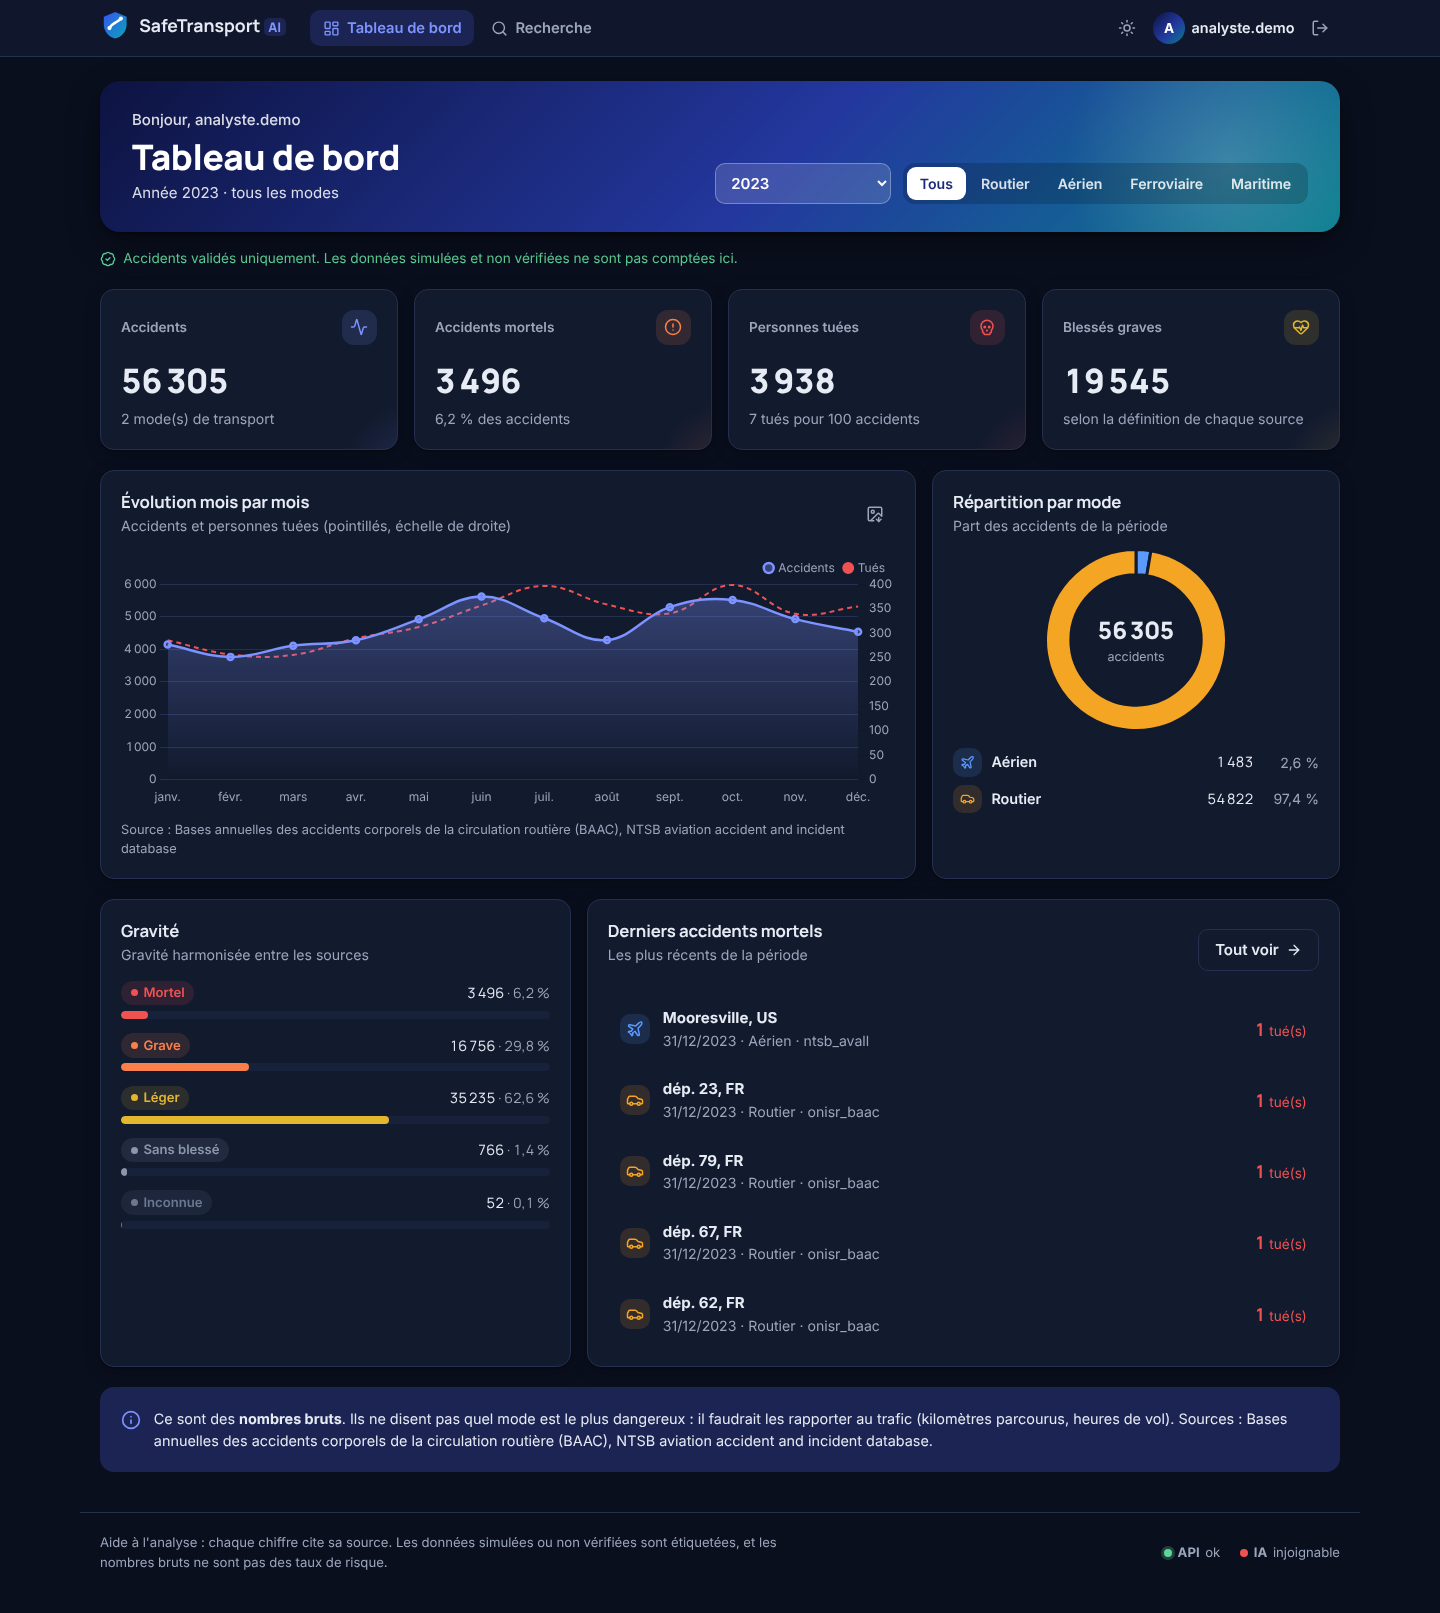 SafeTransport AI
Tableau de bord
Recherche
A
analyste.demo
Bonjour, analyste.demo
Tableau de bord
Année 2023 · tous les modes
2023
Tous
Routier
Aérien
Ferroviaire
Maritime
Accidents validés uniquement. Les données simulées et non vérifiées ne sont pas comptées ici.
Accidents
56 305
2 mode(s) de transport
Accidents mortels
3 496
6,2 % des accidents
Personnes tuées
3 938
7 tués pour 100 accidents
Blessés graves
19 545
selon la définition de chaque source
Évolution mois par mois
Accidents et personnes tuées (pointillés, échelle de droite)
Accidents
Tués
6 000
5 000
4 000
3 000
2 000
1 000
0
400
350
300
250
200
150
100
50
0
janv.
févr.
mars
avr.
mai
juin
juil.
août
sept.
oct.
nov.
déc.
Source : Bases annuelles des accidents corporels de la circulation routière (BAAC), NTSB aviation accident and incident
database
Répartition par mode
Part des accidents de la période
56 305
accidents
Aérien 1 483 2,6 %
Routier 54 822 97,4 %
Gravité
Gravité harmonisée entre les sources
Mortel 3 496 · 6,2 %
Grave 16 756 · 29,8 %
Léger 35 235 · 62,6 %
Sans blessé 766 · 1,4 %
Inconnue 52 · 0,1 %
Derniers accidents mortels
Les plus récents de la période
Tout voir
Mooresville, US
31/12/2023 · Aérien · ntsb_avall
1 tué(s)
dép. 23, FR
31/12/2023 · Routier · onisr_baac
1 tué(s)
dép. 79, FR
31/12/2023 · Routier · onisr_baac
1 tué(s)
dép. 67, FR
31/12/2023 · Routier · onisr_baac
1 tué(s)
dép. 62, FR
31/12/2023 · Routier · onisr_baac
1 tué(s)
Ce sont des nombres bruts. Ils ne disent pas quel mode est le plus dangereux : il faudrait les rapporter au trafic (kilomètres parcourus, heures de vol). Sources : Bases
annuelles des accidents corporels de la circulation routière (BAAC), NTSB aviation accident and incident database.
Aide à l'analyse : chaque chiffre cite sa source. Les données simulées ou non vérifiées sont étiquetées, et les
nombres bruts ne sont pas des taux de risque.
API ok
IA injoignable